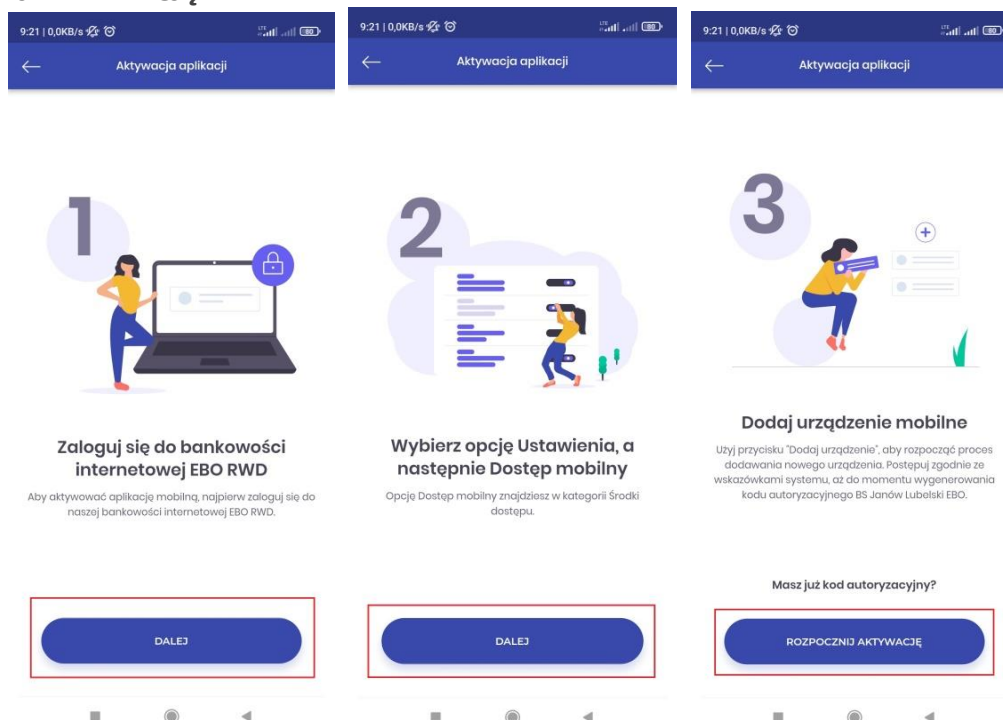 9:21 | 0,0KB/s
80
Aktywacja aplikacji
1
Zaloguj się do bankowości
internetowej EBO RWD
Aby aktywować aplikację mobilną, najpierw zaloguj się do
naszej bankowości internetowej EBO RWD.
DALEJ
9:21 | 0,0KB/s
80
Aktywacja aplikacji
2
Wybierz opcję Ustawienia, a
następnie Dostęp mobilny
Opcję Dostęp mobilny znajdziesz w kategorii Środki
dostępu.
DALEJ
9:21 | 0,0KB/s
80
Aktywacja aplikacji
3
Dodaj urządzenie mobilne
Użyj przycisku "Dodaj urządzenie", aby rozpocząć proces
dodawania nowego urządzenia. Postępuj zgodnie ze
wskazówkami systemu, aż do momentu wygenerowania
kodu autoryzacyjnego BS Janów Lubelski EBO.
Masz już kod autoryzacyjny?
ROZPOCZNIJ AKTYWACJĘ